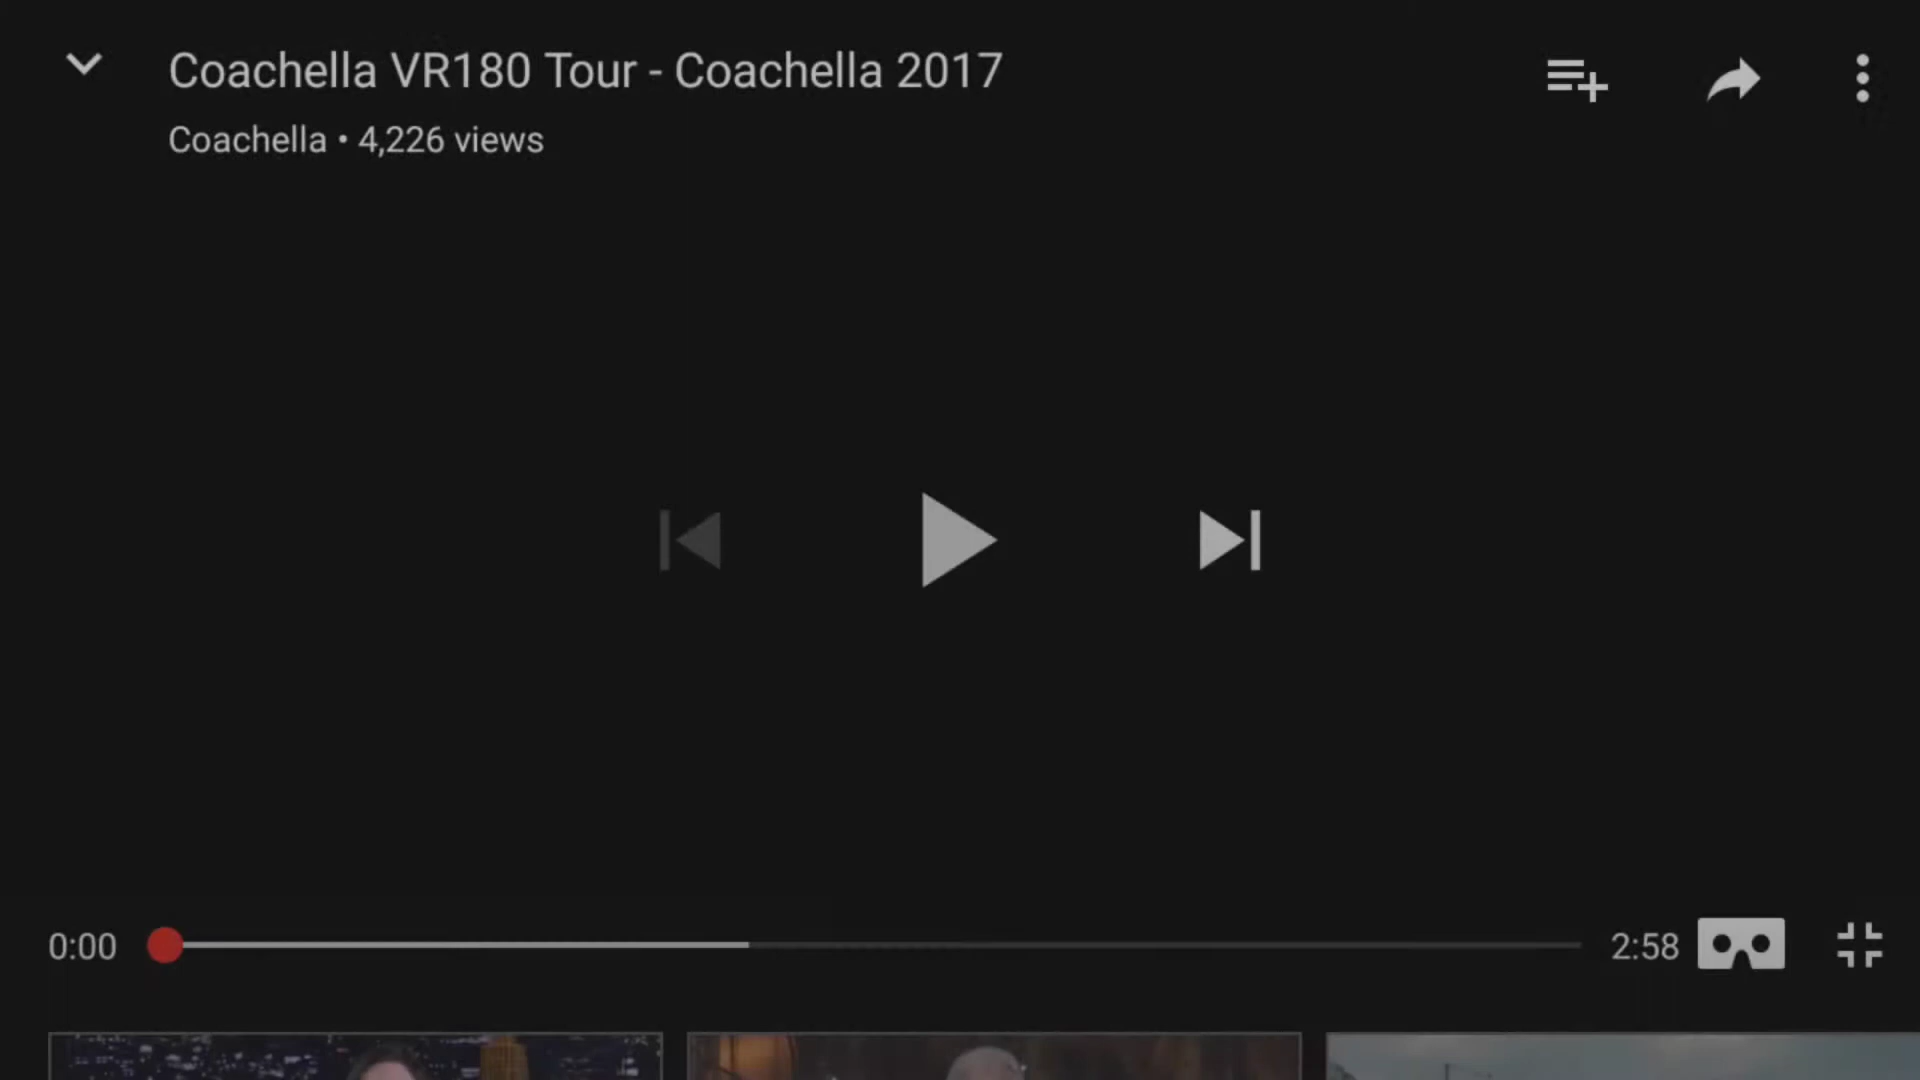 Coachella VR180 Tour - Coachella 2017
Coachella • 4,226 views
0:00
2:58